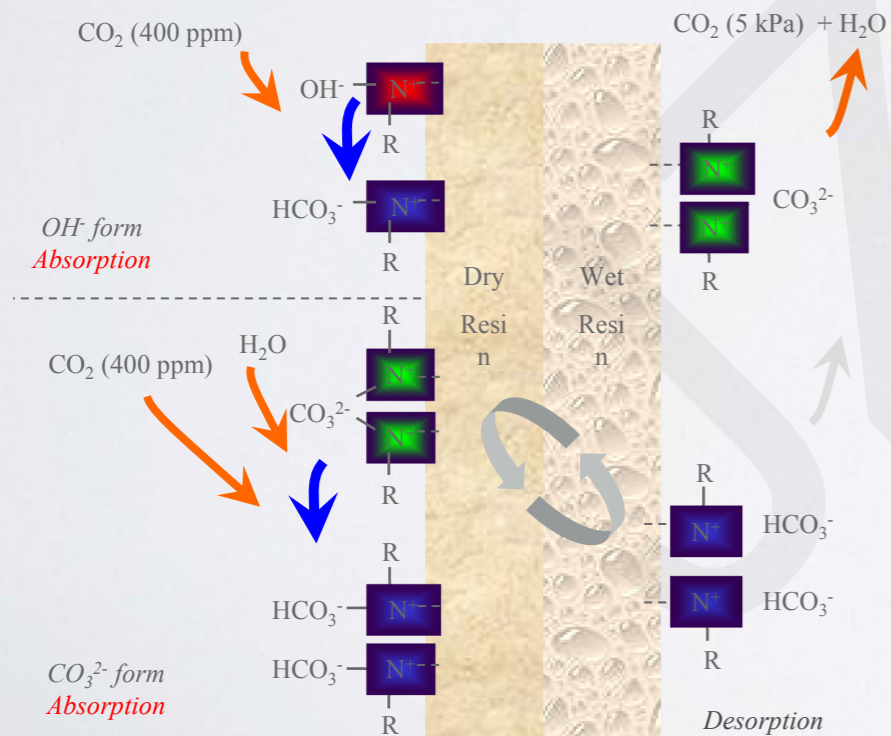 CO₂ (400 ppm)
OH⁻
N⁺
R
HCO₃⁻
N⁺
R
OH⁻ form
Absorption
R
H₂O
CO₂ (400 ppm)
N⁺
CO₃²⁻
N⁺
R
R
HCO₃⁻
N⁺
HCO₃⁻
N⁺
R
CO₃²⁻ form
Absorption
Dry
Resi
n
Wet
Resi
n
CO₂ (5 kPa) + H₂O
R
N⁺
CO₃²⁻
N⁺
R
R
N⁺
HCO₃⁻
N⁺
HCO₃⁻
R
Desorption